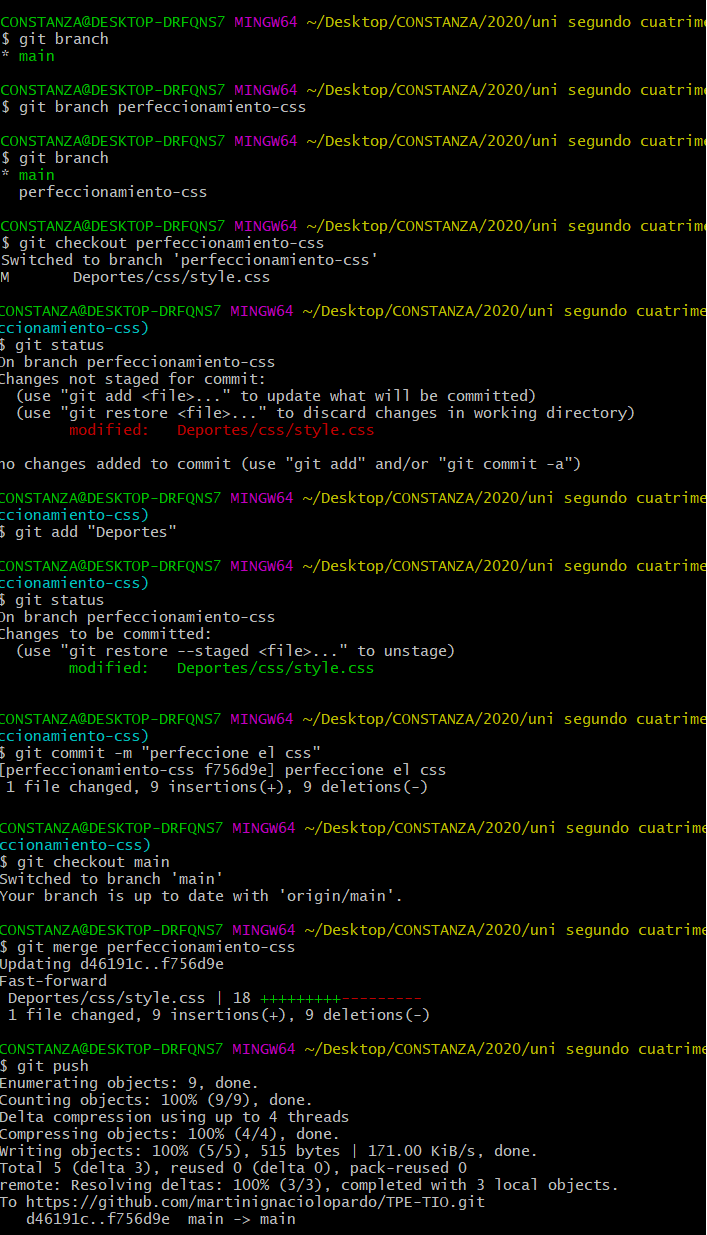 CONSTANZA@DESKTOP-DRFQNS7 MINGW64 ~/Desktop/CONSTANZA/2020/uni segundo cuatrime
$ git branch
* main
CONSTANZA@DESKTOP-DRFQNS7 MINGW64 ~/Desktop/CONSTANZA/2020/uni segundo cuatrime
$ git branch perfeccionamiento-css
CONSTANZA@DESKTOP-DRFQNS7 MINGW64 ~/Desktop/CONSTANZA/2020/uni segundo cuatrime
$ git branch
* main
  perfeccionamiento-css
CONSTANZA@DESKTOP-DRFQNS7 MINGW64 ~/Desktop/CONSTANZA/2020/uni segundo cuatrime
$ git checkout perfeccionamiento-css
Switched to branch 'perfeccionamiento-css'
M       Deportes/css/style.css
CONSTANZA@DESKTOP-DRFQNS7 MINGW64 ~/Desktop/CONSTANZA/2020/uni segundo cuatrime
ccionamiento-css)
$ git status
On branch perfeccionamiento-css
Changes not staged for commit:
  (use "git add <file>..." to update what will be committed)
  (use "git restore <file>..." to discard changes in working directory)
        modified:   Deportes/css/style.css
no changes added to commit (use "git add" and/or "git commit -a")
CONSTANZA@DESKTOP-DRFQNS7 MINGW64 ~/Desktop/CONSTANZA/2020/uni segundo cuatrime
ccionamiento-css)
$ git add "Deportes"
CONSTANZA@DESKTOP-DRFQNS7 MINGW64 ~/Desktop/CONSTANZA/2020/uni segundo cuatrime
ccionamiento-css)
$ git status
On branch perfeccionamiento-css
Changes to be committed:
  (use "git restore --staged <file>..." to unstage)
        modified:   Deportes/css/style.css
CONSTANZA@DESKTOP-DRFQNS7 MINGW64 ~/Desktop/CONSTANZA/2020/uni segundo cuatrime
ccionamiento-css)
$ git commit -m "perfeccione el css"
[perfeccionamiento-css f756d9e] perfeccione el css
 1 file changed, 9 insertions(+), 9 deletions(-)
CONSTANZA@DESKTOP-DRFQNS7 MINGW64 ~/Desktop/CONSTANZA/2020/uni segundo cuatrime
ccionamiento-css)
$ git checkout main
Switched to branch 'main'
Your branch is up to date with 'origin/main'.
CONSTANZA@DESKTOP-DRFQNS7 MINGW64 ~/Desktop/CONSTANZA/2020/uni segundo cuatrime
$ git merge perfeccionamiento-css
Updating d46191c..f756d9e
Fast-forward
 Deportes/css/style.css | 18 +++++++++---------
 1 file changed, 9 insertions(+), 9 deletions(-)
CONSTANZA@DESKTOP-DRFQNS7 MINGW64 ~/Desktop/CONSTANZA/2020/uni segundo cuatrime
$ git push
Enumerating objects: 9, done.
Counting objects: 100% (9/9), done.
Delta compression using up to 4 threads
Compressing objects: 100% (4/4), done.
Writing objects: 100% (5/5), 515 bytes | 171.00 KiB/s, done.
Total 5 (delta 3), reused 0 (delta 0), pack-reused 0
remote: Resolving deltas: 100% (3/3), completed with 3 local objects.
To https://github.com/martinignaciolopardo/TPE-TIO.git
   d46191c..f756d9e  main -> main